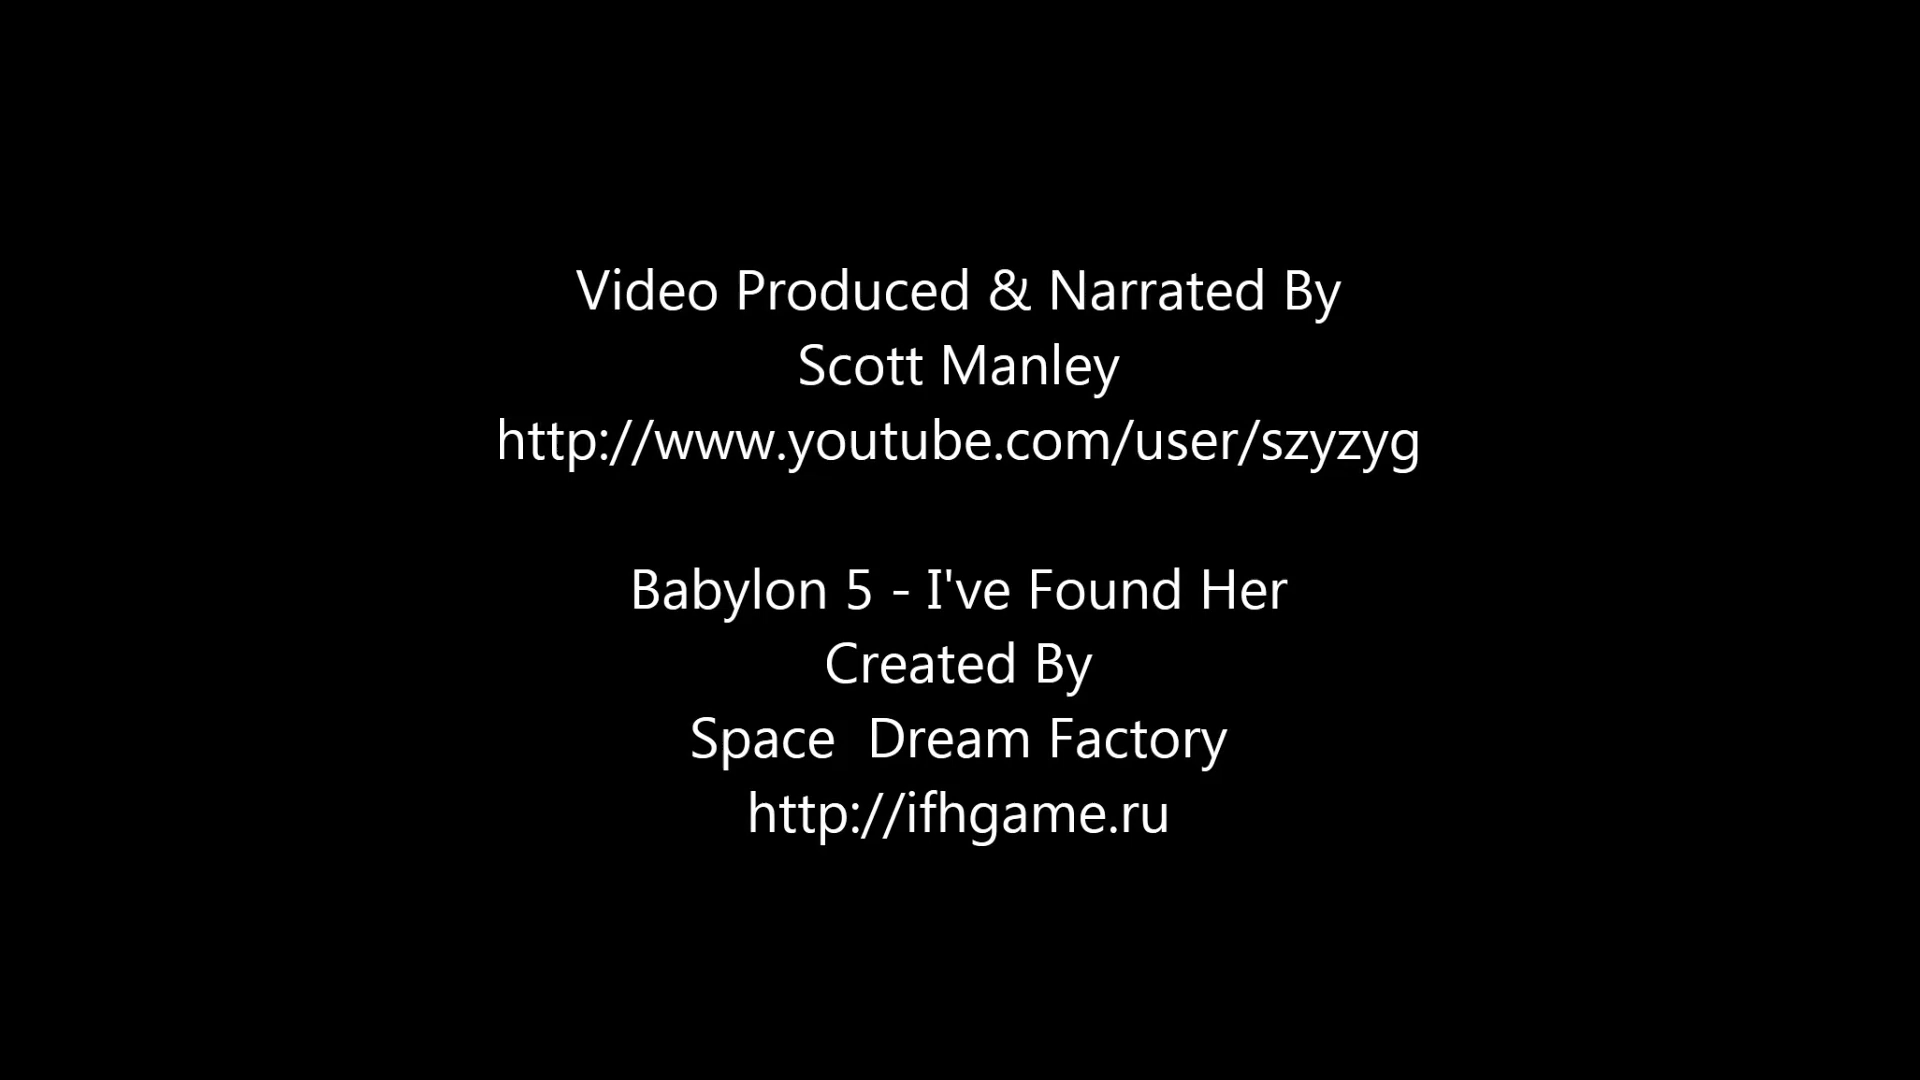 Video Produced & Narrated By
Scott Manley
http://www.youtube.com/user/szyzyg
Babylon 5 - I've Found Her
Created By
Space  Dream Factory
http://ifhgame.ru